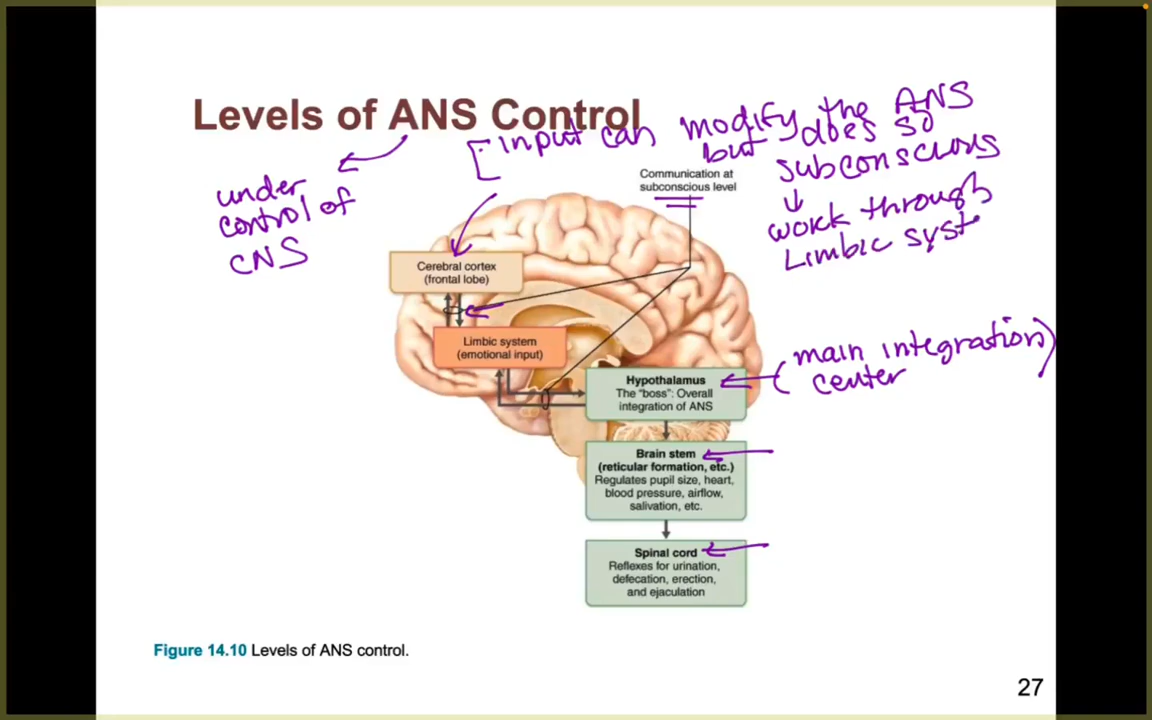 Levels of ANS Control
under
control of
CNS
input can modify the ANS
but does so
subconscious
work through
Limbic syst
Communication at
subconscious level
Cerebral cortex
(frontal lobe)
Limbic system
(emotional input)
Hypothalamus
The “boss”: Overall
integration of ANS
(main integration)
center
Brain stem
(reticular formation, etc.)
Regulates pupil size, heart,
blood pressure, airflow,
salivation, etc.
Spinal cord
Reflexes for urination,
defecation, erection,
and ejaculation
Figure 14.10 Levels of ANS control.
27